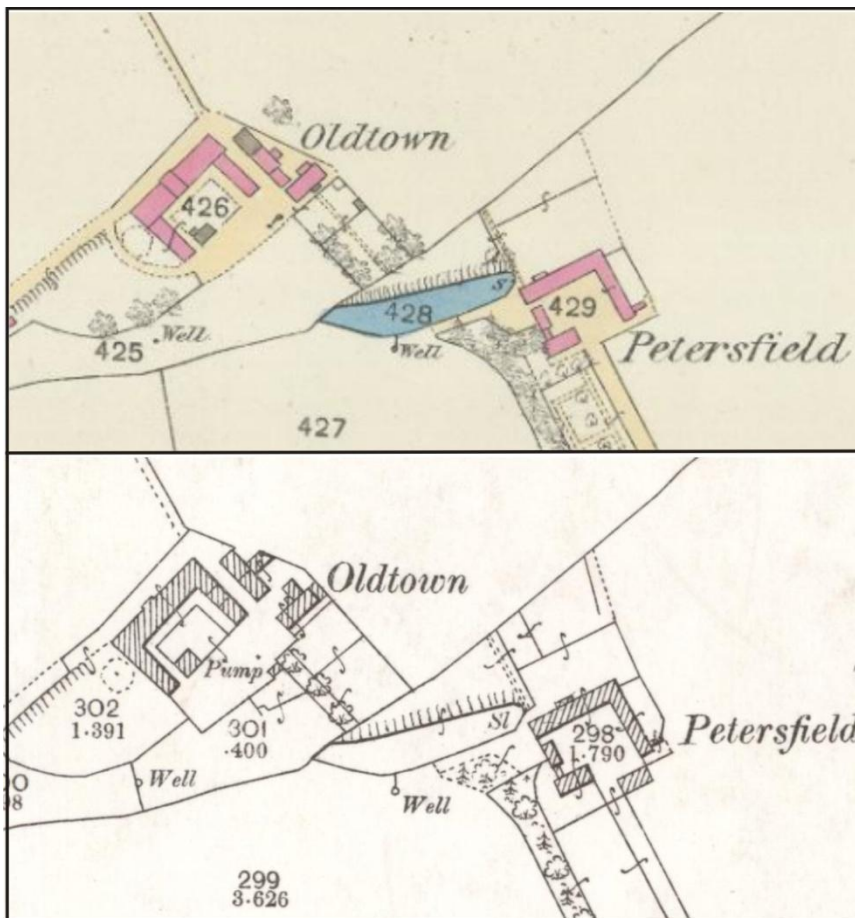 Oldtown
426
428
S
429
Well
425
Well
Petersfield
427
Oldtown
Pump
302
1.391
301
.400
Sl
298
1.790
Petersfield
Well
Well
299
3.626